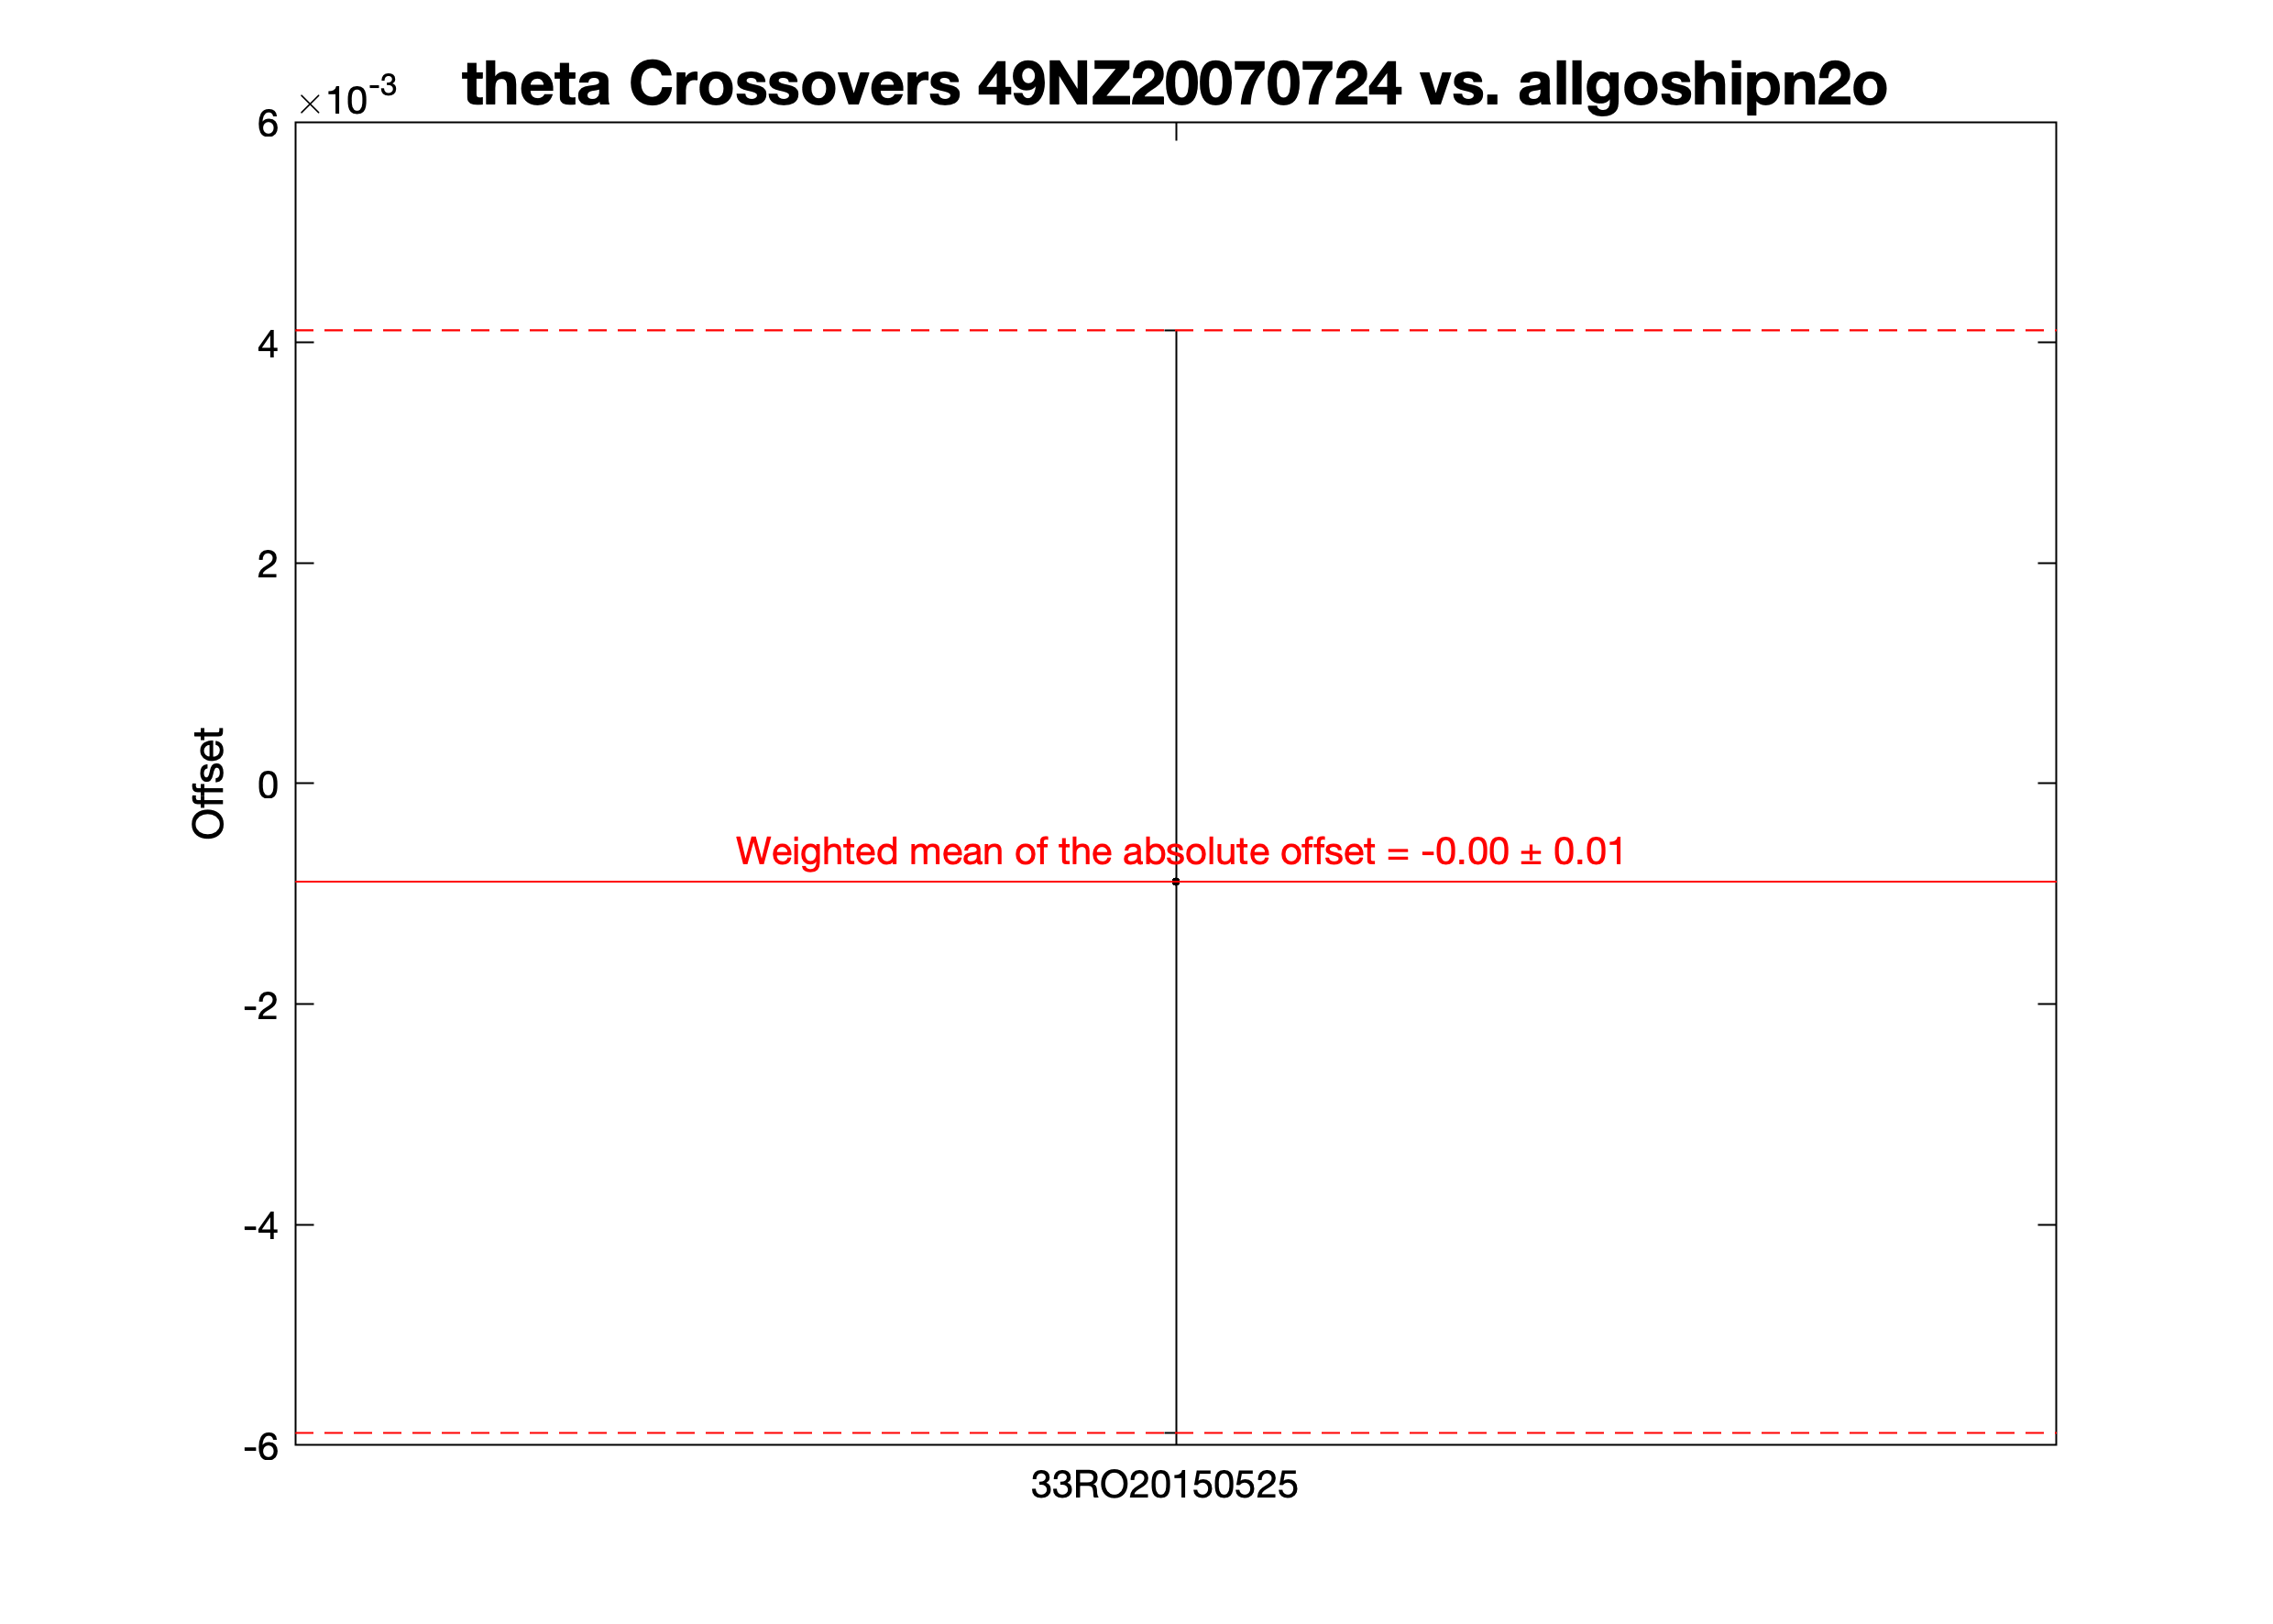 theta Crossovers 49NZ20070724 vs. allgoshipn2o
×10-3
6
4
2
0
-2
-4
-6
Offset
Weighted mean of the absolute offset = -0.00 ± 0.01
33RO20150525